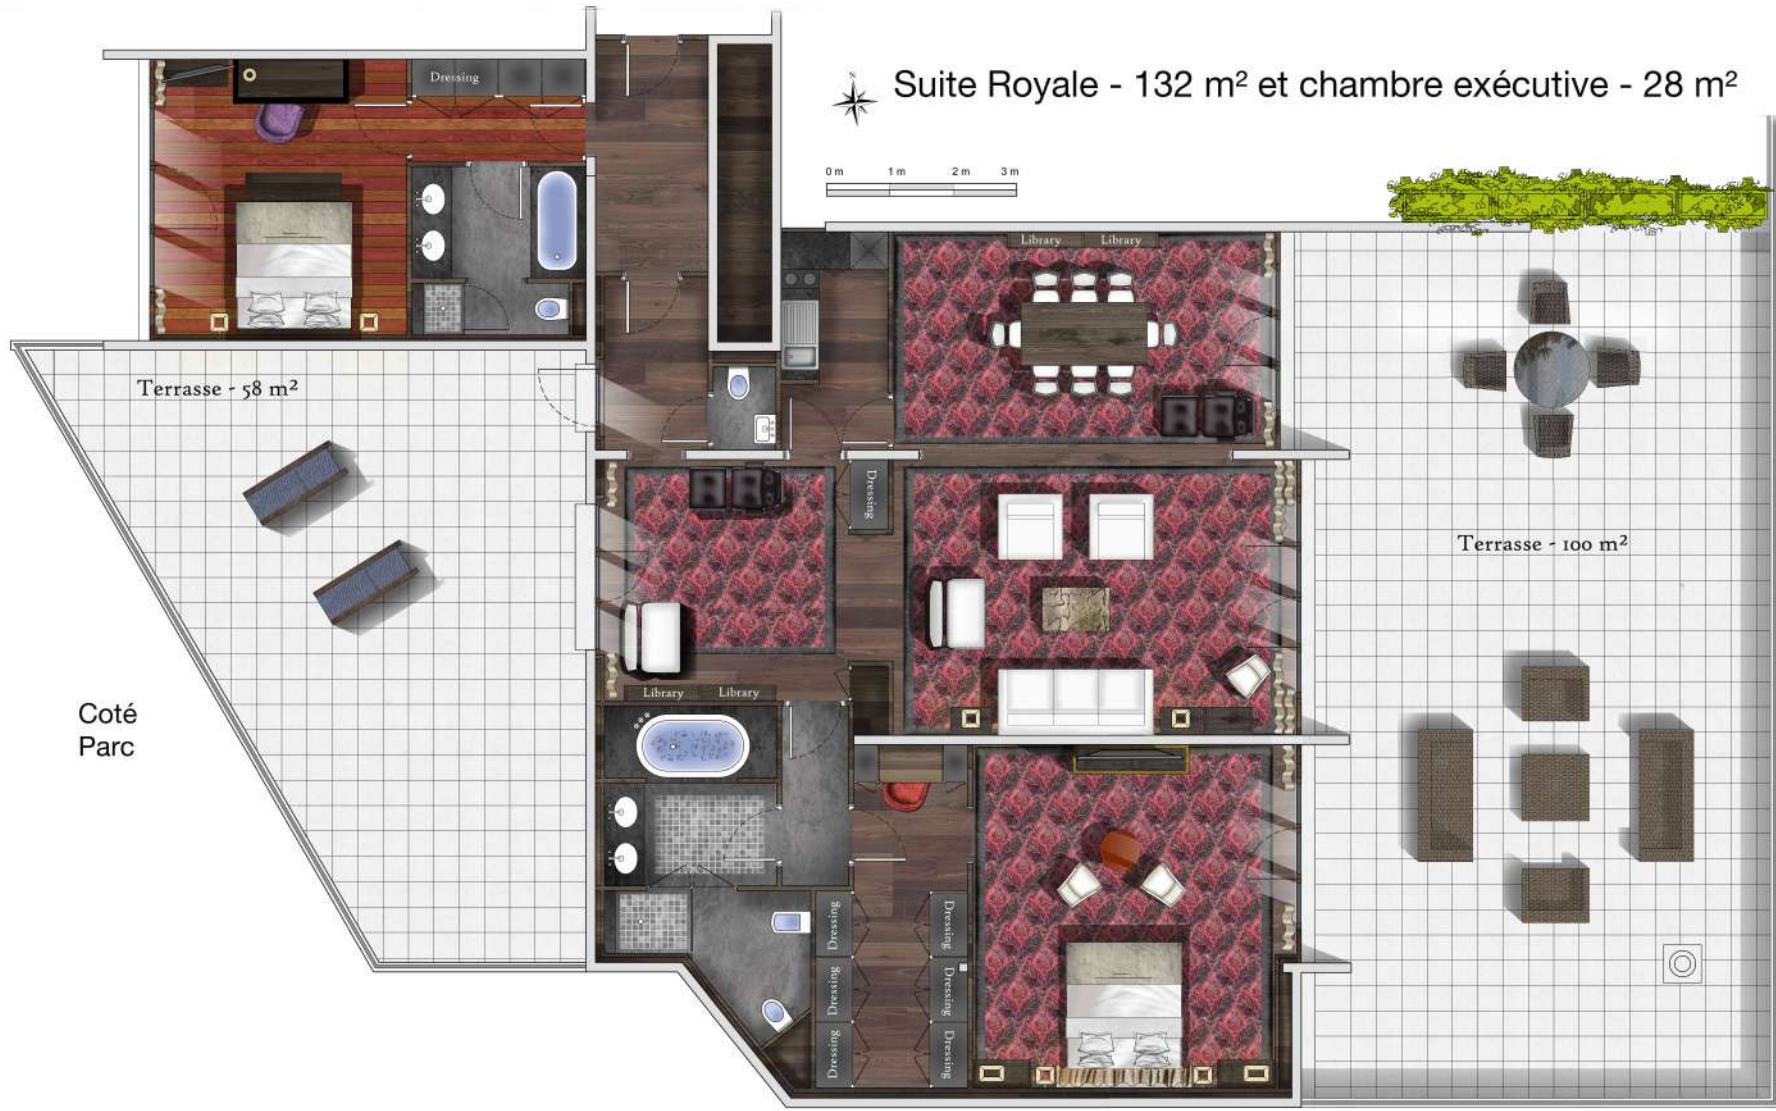 Dressing
N
Suite Royale - 132 m² et chambre exécutive - 28 m²
0 m 1 m 2 m 3 m
Library Library
Terrasse - 58 m²
Dressing
Terrasse - 100 m²
Library Library
Coté
Parc
Dressing
Dressing
Dressing
Dressing
Dressing
Dressing